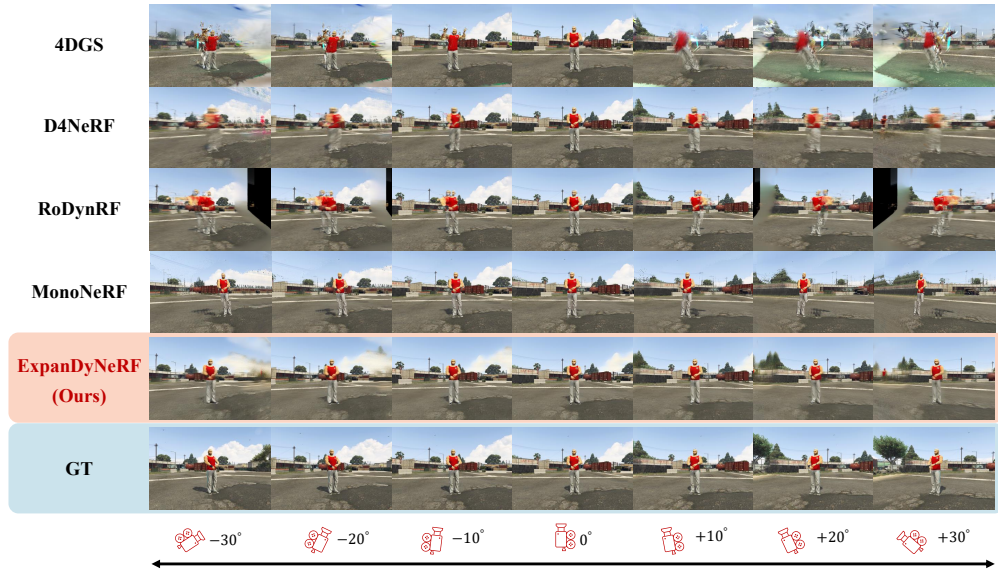 4DGS
D4NeRF
RoDynRF
MonoNeRF
ExpanDyNeRF
(Ours)
GT
−30° −20° −10° 0° +10° +20° +30°